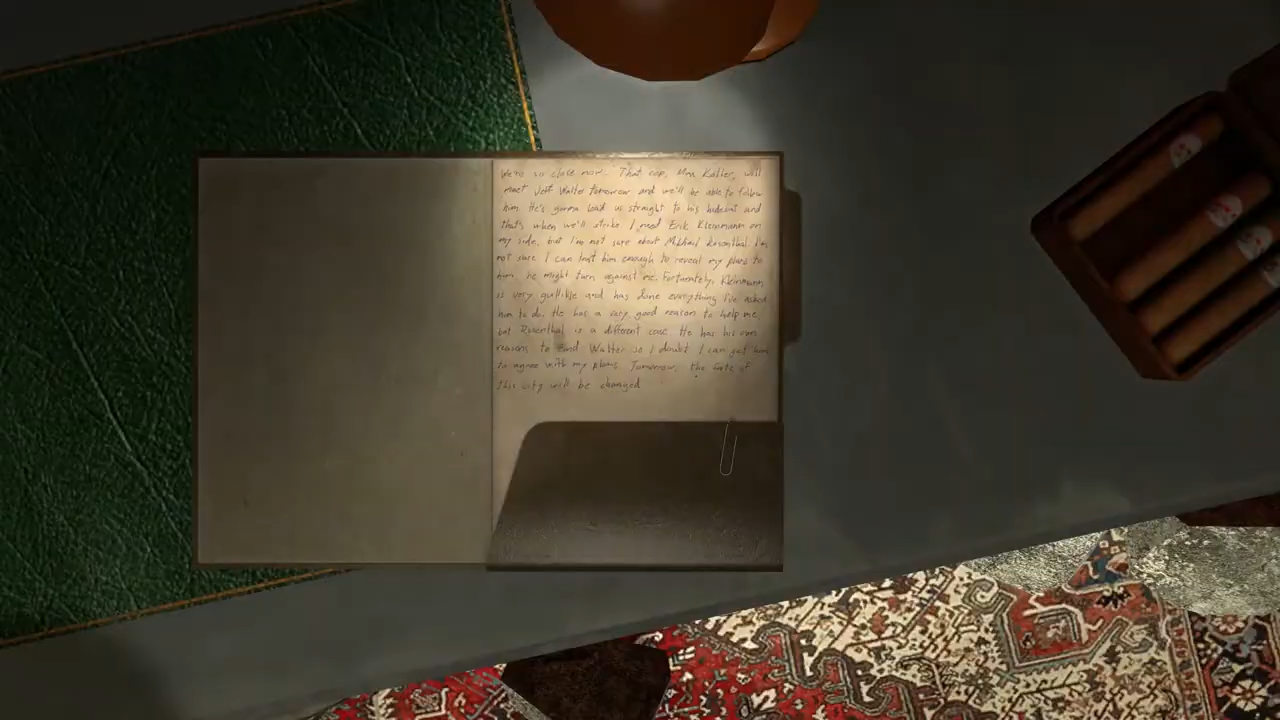 We're so close now. That cop, Max Kaller, will
meet Jeff Walter tomorrow and we'll be able to follow
him. He's gonna lead us straight to his hideout and
that's when we'll strike. I need Erik Kleinmann on
my side, but I'm not sure about Mikhail Rosenthal. I'm
not sure I can trust him enough to reveal my plans to
him. he might turn against me. Fortunately, Kleinmann
is very gullible and has done everything I've asked
him to do. He has a very good reason to help me,
but Rosenthal is a different case. He has his own
reasons to find Walter so I doubt I can get him
to agree with my plans. Tomorrow, the fate of
this city will be changed